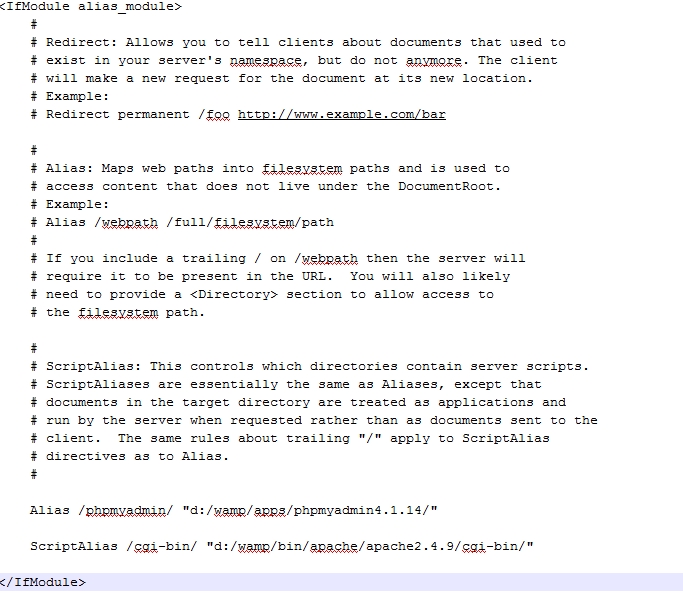 <IfModule alias_module>
#
# Redirect: Allows you to tell clients about documents that used to
# exist in your server's namespace, but do not anymore. The client
# will make a new request for the document at its new location.
# Example:
# Redirect permanent /foo http://www.example.com/bar
#
# Alias: Maps web paths into filesystem paths and is used to
# access content that does not live under the DocumentRoot.
# Example:
# Alias /webpath /full/filesystem/path
#
# If you include a trailing / on /webpath then the server will
# require it to be present in the URL.  You will also likely
# need to provide a <Directory> section to allow access to
# the filesystem path.
#
# ScriptAlias: This controls which directories contain server scripts.
# ScriptAliases are essentially the same as Aliases, except that
# documents in the target directory are treated as applications and
# run by the server when requested rather than as documents sent to the
# client.  The same rules about trailing "/" apply to ScriptAlias
# directives as to Alias.
#
Alias /phpmyadmin/ "d:/wamp/apps/phpmyadmin4.1.14/"
ScriptAlias /cgi-bin/ "d:/wamp/bin/apache/apache2.4.9/cgi-bin/"
</IfModule>